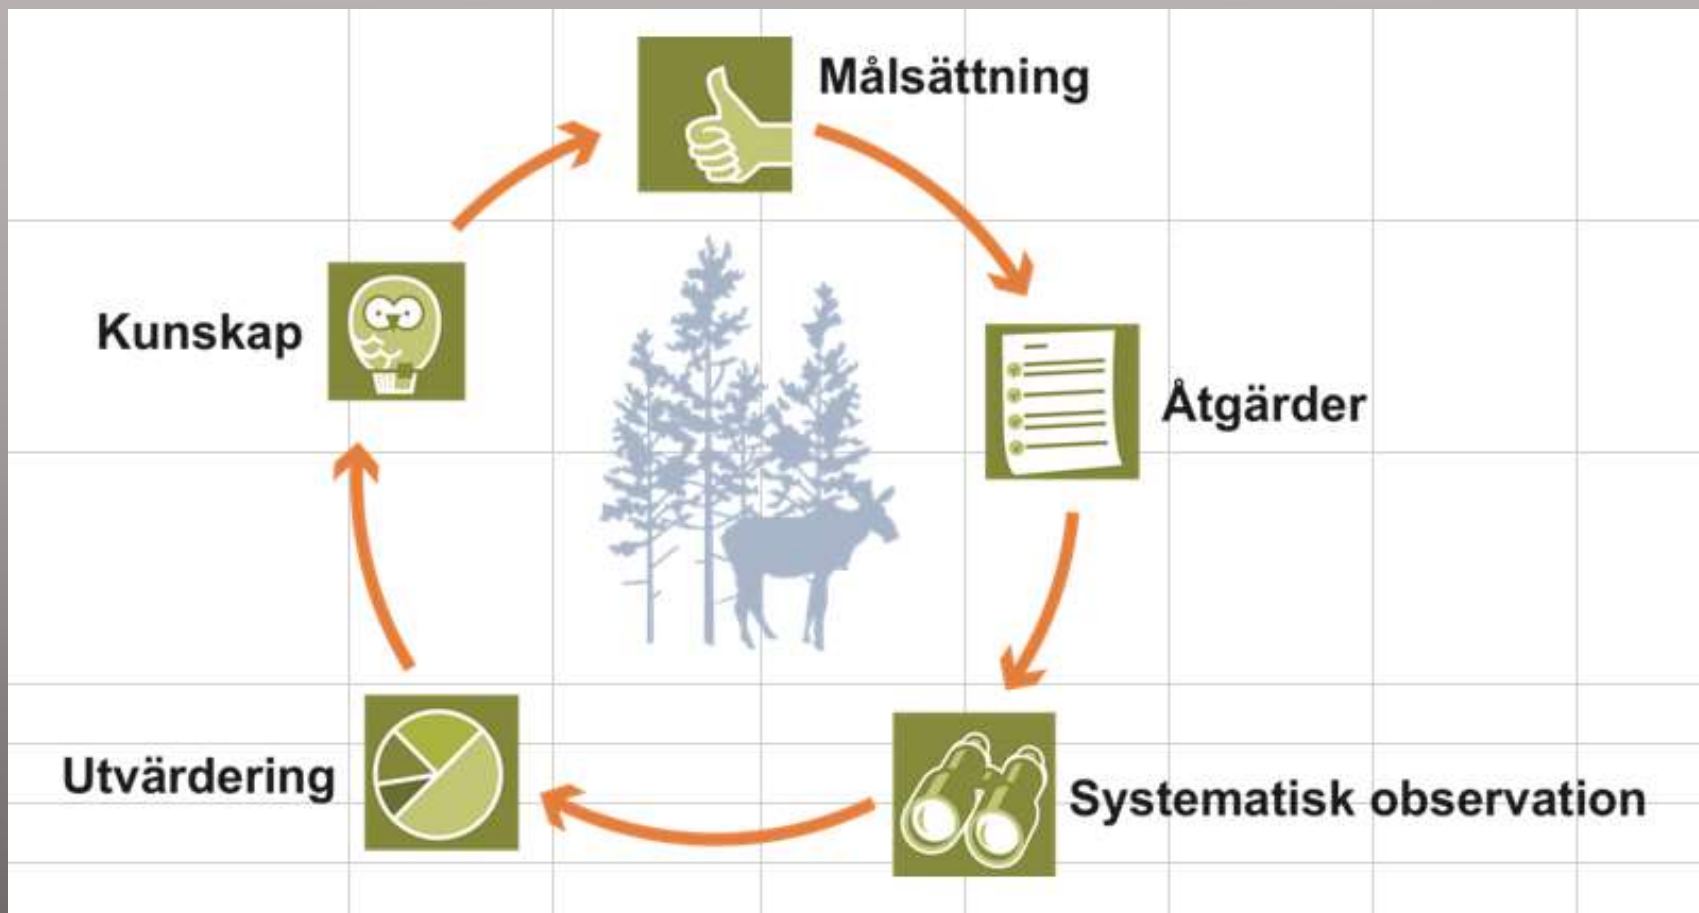 Målsättning
Åtgärder
Systematisk observation
Utvärdering
Kunskap